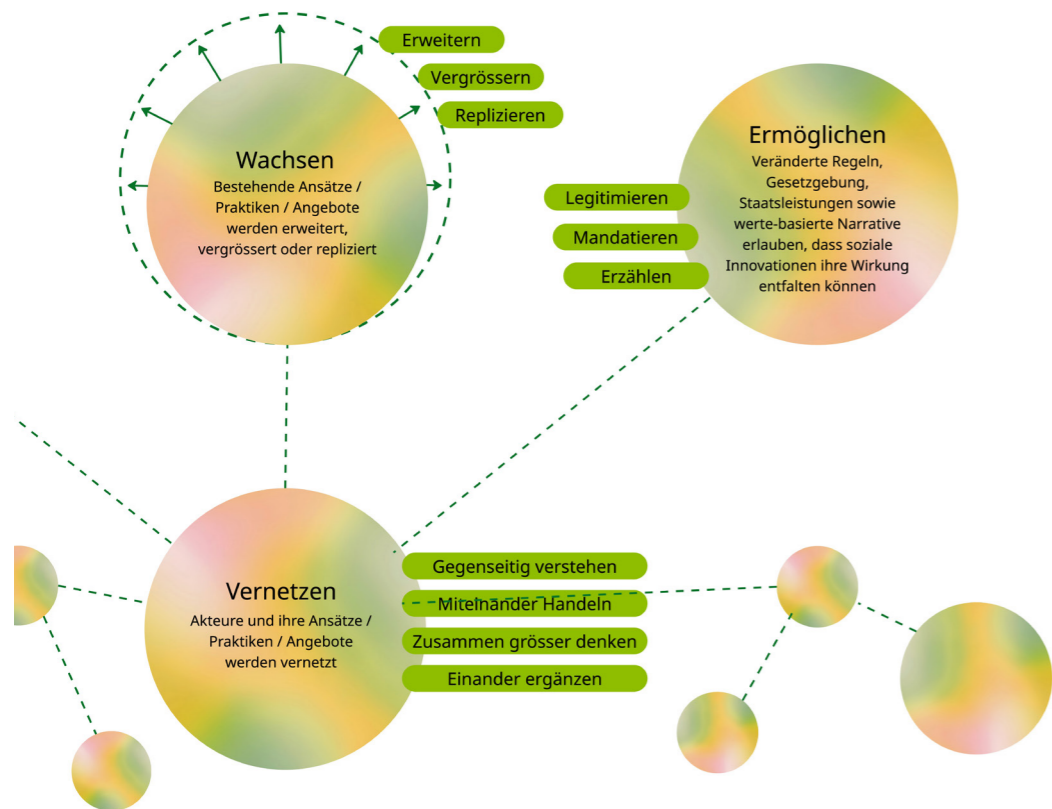 Erweitern
Vergrössern
Replizieren
Wachsen
Bestehende Ansätze /
Praktiken / Angebote
werden erweitert,
vergrössert oder repliziert
Ermöglichen
Veränderte Regeln,
Gesetzgebung,
Staatsleistungen sowie
werte-basierte Narrative
erlauben, dass soziale
Innovationen ihre Wirkung
entfalten können
Legitimieren
Mandatieren
Erzählen
Vernetzen
Akteure und ihre Ansätze /
Praktiken / Angebote
werden vernetzt
Gegenseitig verstehen
Miteinander Handeln
Zusammen grösser denken
Einander ergänzen